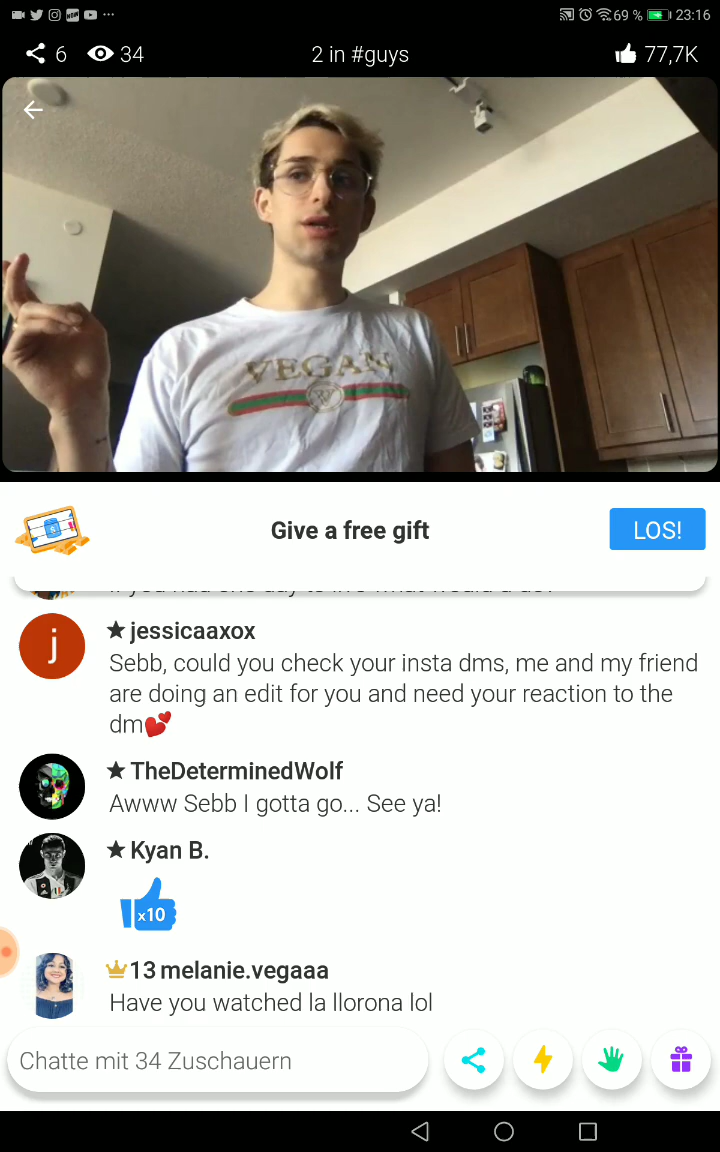 69 % 23:16
6 34 2 in #guys 77,7K
VEGAN
Give a free gift
LOS!
jessicaaxox
Sebb, could you check your insta dms, me and my friend
are doing an edit for you and need your reaction to the
dm💕
TheDeterminedWolf
Awww Sebb I gotta go... See ya!
Kyan B.
x10
13 melanie.vegaaa
Have you watched la llorona lol
Chatte mit 34 Zuschauern